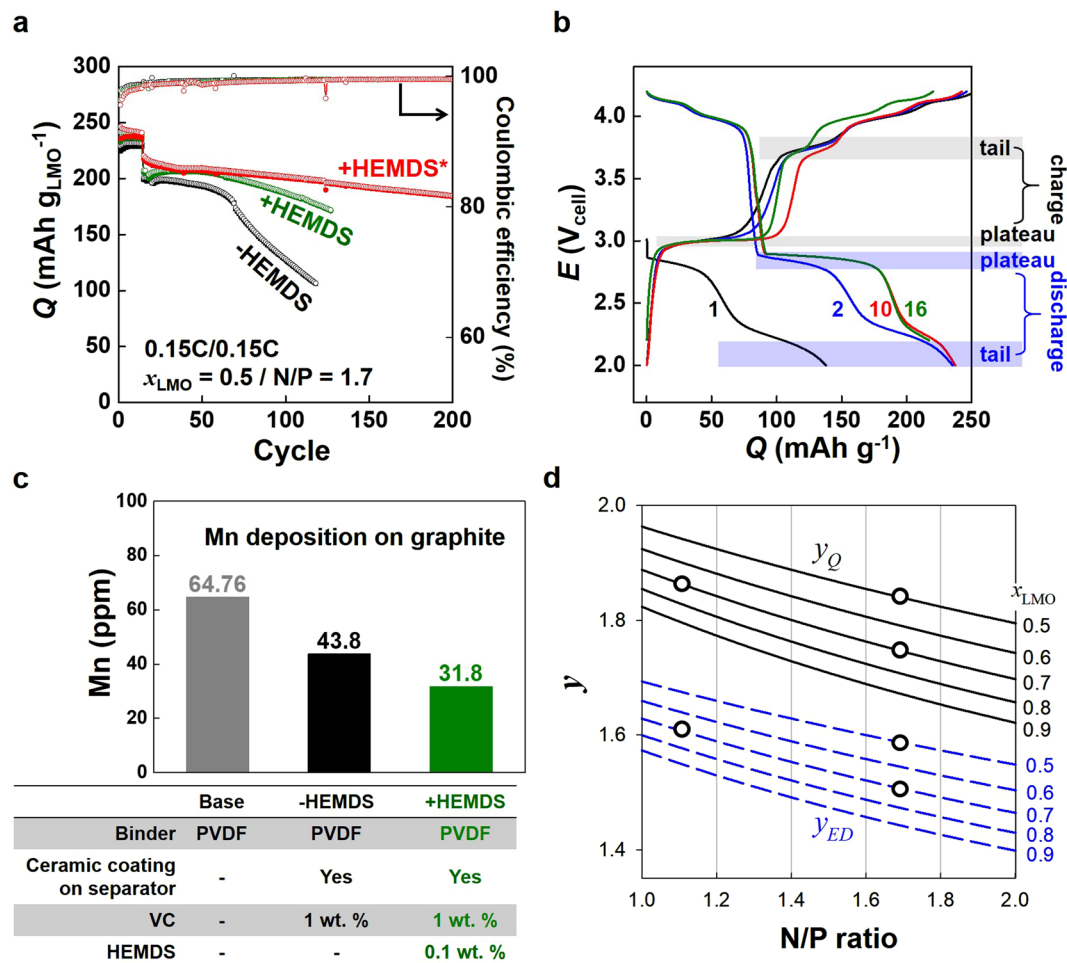 a
300
250
200
150
100
50
0
Q (mAh gLMO-1)
0
50
100
150
200
Cycle
100
80
60
Coulombic efficiency (%)
+HEMDS*
+HEMDS
-HEMDS
0.15C/0.15C
xLMO = 0.5 / N/P = 1.7
b
4.0
3.5
3.0
2.5
2.0
E (Vcell)
0
50
100
150
200
250
Q (mAh g-1)
1
2
10
16
tail
plateau
charge
plateau
tail
discharge
c
100
80
60
40
20
0
Mn (ppm)
Mn deposition on graphite
64.76
43.8
31.8
Base -HEMDS +HEMDS
Binder PVDF PVDF PVDF
Ceramic coating
on separator - Yes Yes
VC - 1 wt. % 1 wt. %
HEMDS - - 0.1 wt. %
d
2.0
1.8
1.6
1.4
y
yQ
yED
xLMO
0.5
0.6
0.7
0.8
0.9
0.5
0.6
0.7
0.8
0.9
1.0
1.2
1.4
1.6
1.8
2.0
N/P ratio